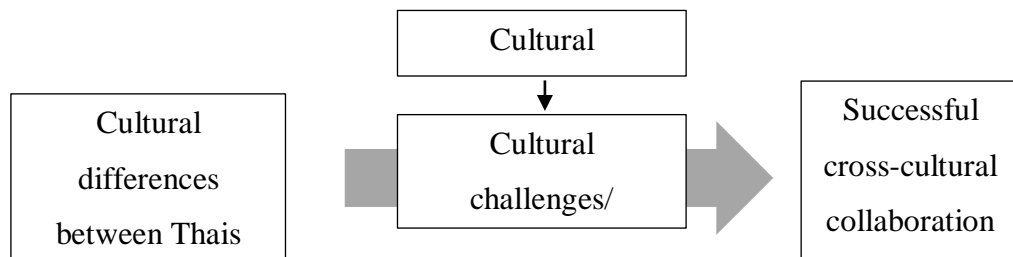 Cultural
Cultural
differences
between Thais
Cultural
challenges/
Successful
cross-cultural
collaboration